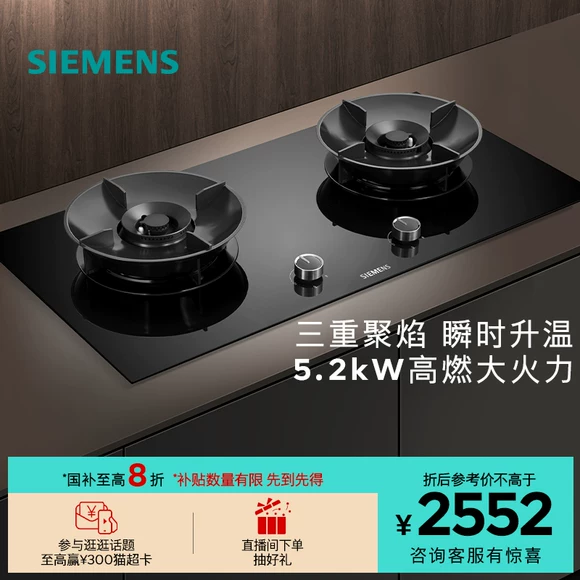 SIEMENS
SIEMENS
三重聚焰 瞬时升温
5.2kW高燃大火力
*国补至高8折 *补贴数量有限 先到先得
参与逛逛话题
至高赢¥300猫超卡
直播间下单
抽好礼
折后参考价不高于
¥2552
咨询客服有惊喜